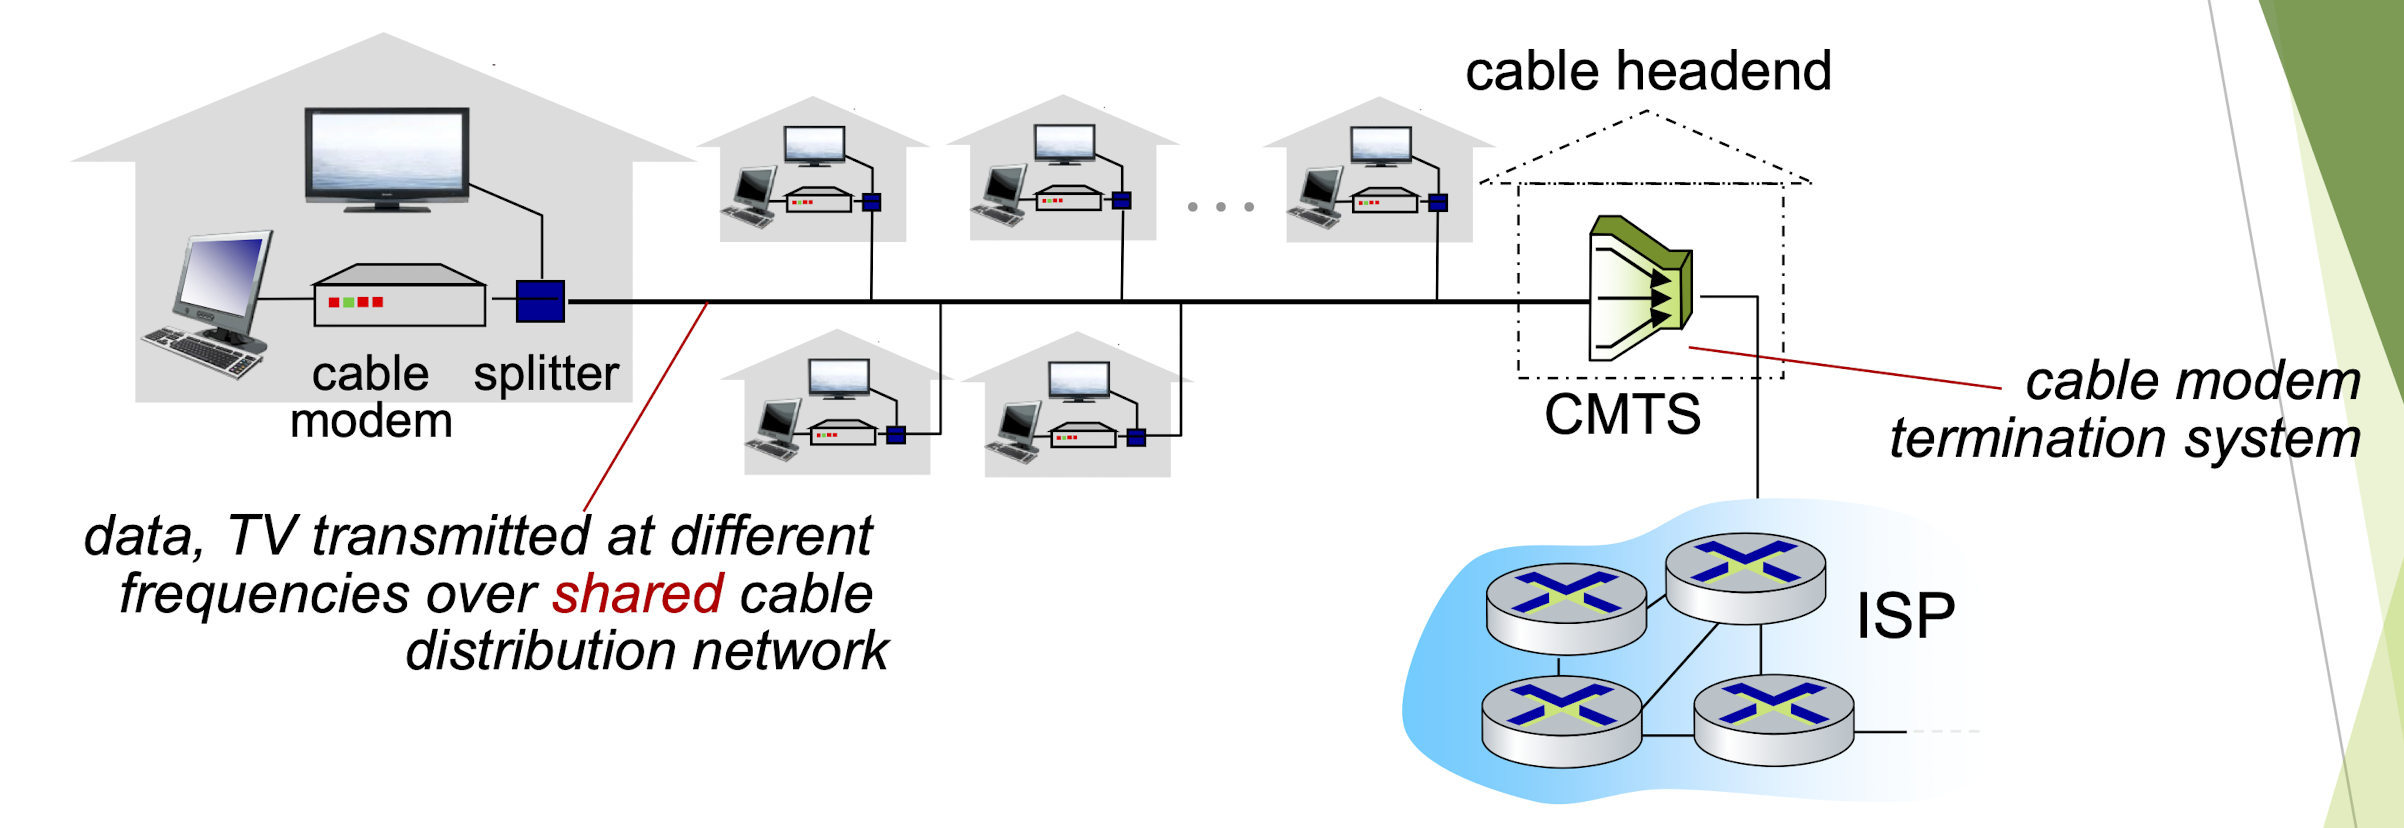 cable headend
cable
modem
splitter
CMTS
cable modem
termination system
data, TV transmitted at different
frequencies over shared cable
distribution network
ISP